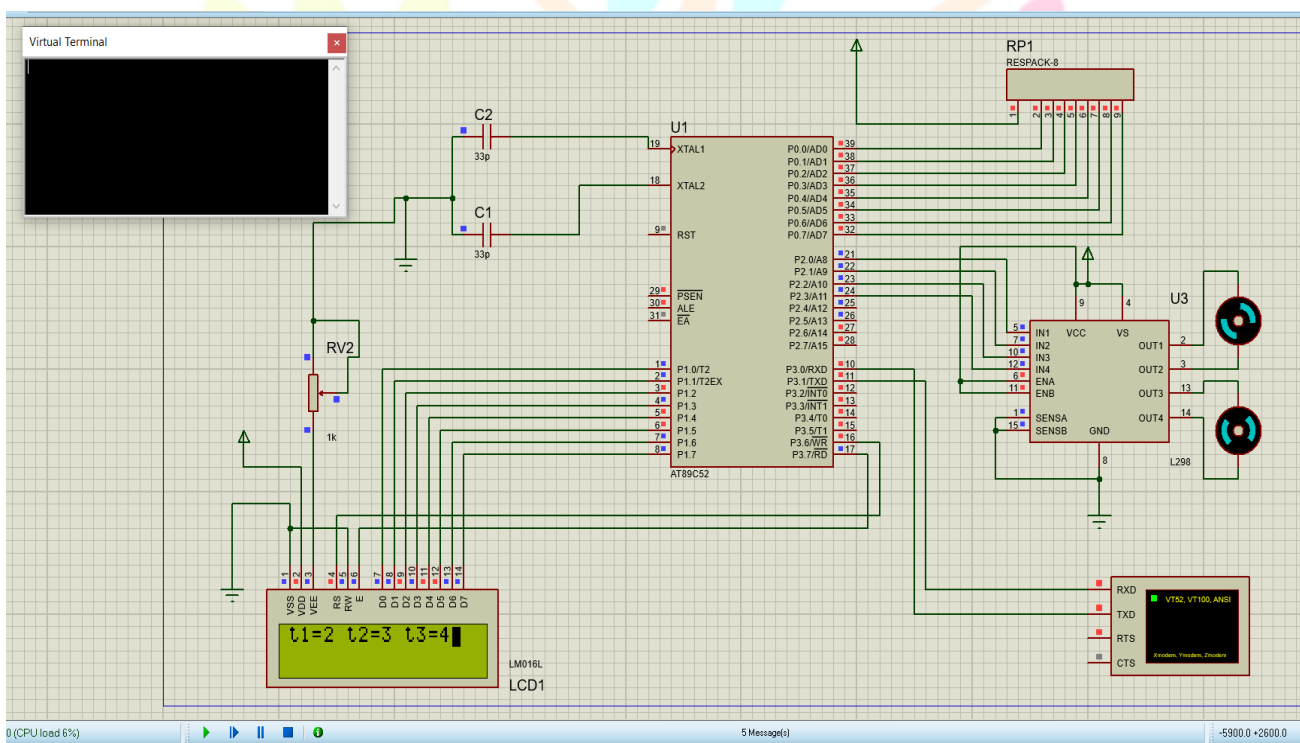 Virtual Terminal
×
RP1
RESPACK-8
1 2 3 4 5 6 7 8 9
C2
33p
C1
33p
U1
19 XTAL1
18 XTAL2
9 RST
29 PSEN
30 ALE
31 EA
1 P1.0/T2
2 P1.1/T2EX
3 P1.2
4 P1.3
5 P1.4
6 P1.5
7 P1.6
8 P1.7
P0.0/AD0 39
P0.1/AD1 38
P0.2/AD2 37
P0.3/AD3 36
P0.4/AD4 35
P0.5/AD5 34
P0.6/AD6 33
P0.7/AD7 32
P2.0/A8 21
P2.1/A9 22
P2.2/A10 23
P2.3/A11 24
P2.4/A12 25
P2.5/A13 26
P2.6/A14 27
P2.7/A15 28
P3.0/RXD 10
P3.1/TXD 11
P3.2/INT0 12
P3.3/INT1 13
P3.4/T0 14
P3.5/T1 15
P3.6/WR 16
P3.7/RD 17
AT89C52
U3
9 4
VCC VS
5 IN1
7 IN2
10 IN3
12 IN4
6 ENA
11 ENB
1 SENSA
15 SENSB
OUT1 2
OUT2 3
OUT3 13
OUT4 14
GND
8
L298
RV2
1k
1 2 3 4 5 6 7 8 9 10 11 12 13 14
VSS VDD VEE RS RW E D0 D1 D2 D3 D4 D5 D6 D7
t1=2 t2=3 t3=4
LM016L
LCD1
RXD
TXD
RTS
CTS
VT52, VT100, ANSI
Xmodem, Ymodem, Zmodem
0 (CPU load 6%)
5 Message(s)
-5900.0 +2600.0